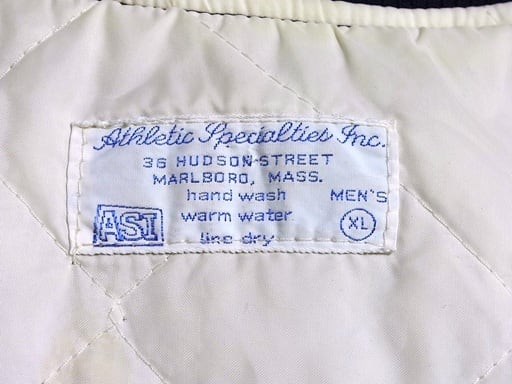 Athletic Specialties Inc.
36 HUDSON STREET
MARLBORO, MASS.
hand wash MEN'S
warm water
ASI XL
line dry